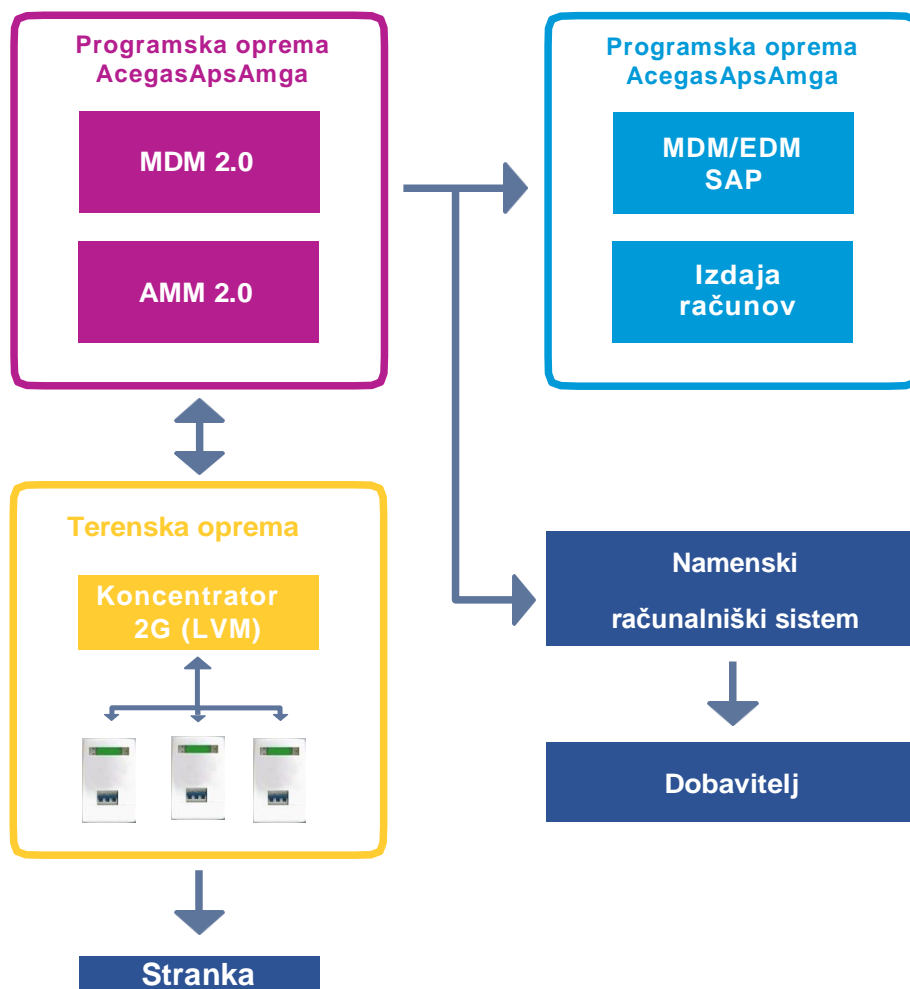 Programska oprema
AcegasApsAmga
MDM 2.0
AMM 2.0
Programska oprema
AcegasApsAmga
MDM/EDM
SAP
Izdaja
računov
Terenska oprema
Koncentrator
2G (LVM)
Namenski
računalniški sistem
Dobavitelj
Stranka